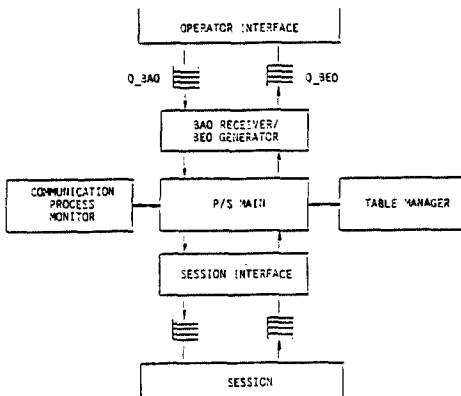 OPERATOR INTERFACE
Q_BAO
Q_BEO
BAO RECEIVER/
BEO GENERATOR
COMMUNICATION
PROCESS
MONITOR
P/S MAIN
TABLE MANAGER
SESSION INTERFACE
SESSION